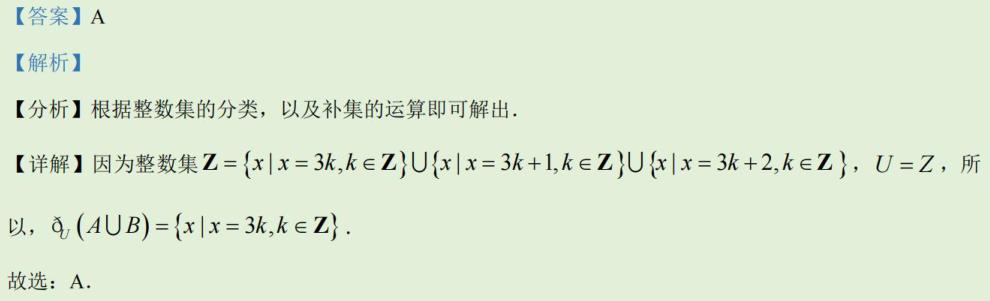 【答案】A
【解析】
【分析】根据整数集的分类，以及补集的运算即可解出．
【详解】因为整数集 Z = {x | x = 3k, k ∈ Z} ∪ {x | x = 3k + 1, k ∈ Z} ∪ {x | x = 3k + 2, k ∈ Z}，U = Z，所
以，ð_U (A∪B) = {x | x = 3k, k ∈ Z}．
故选：A．